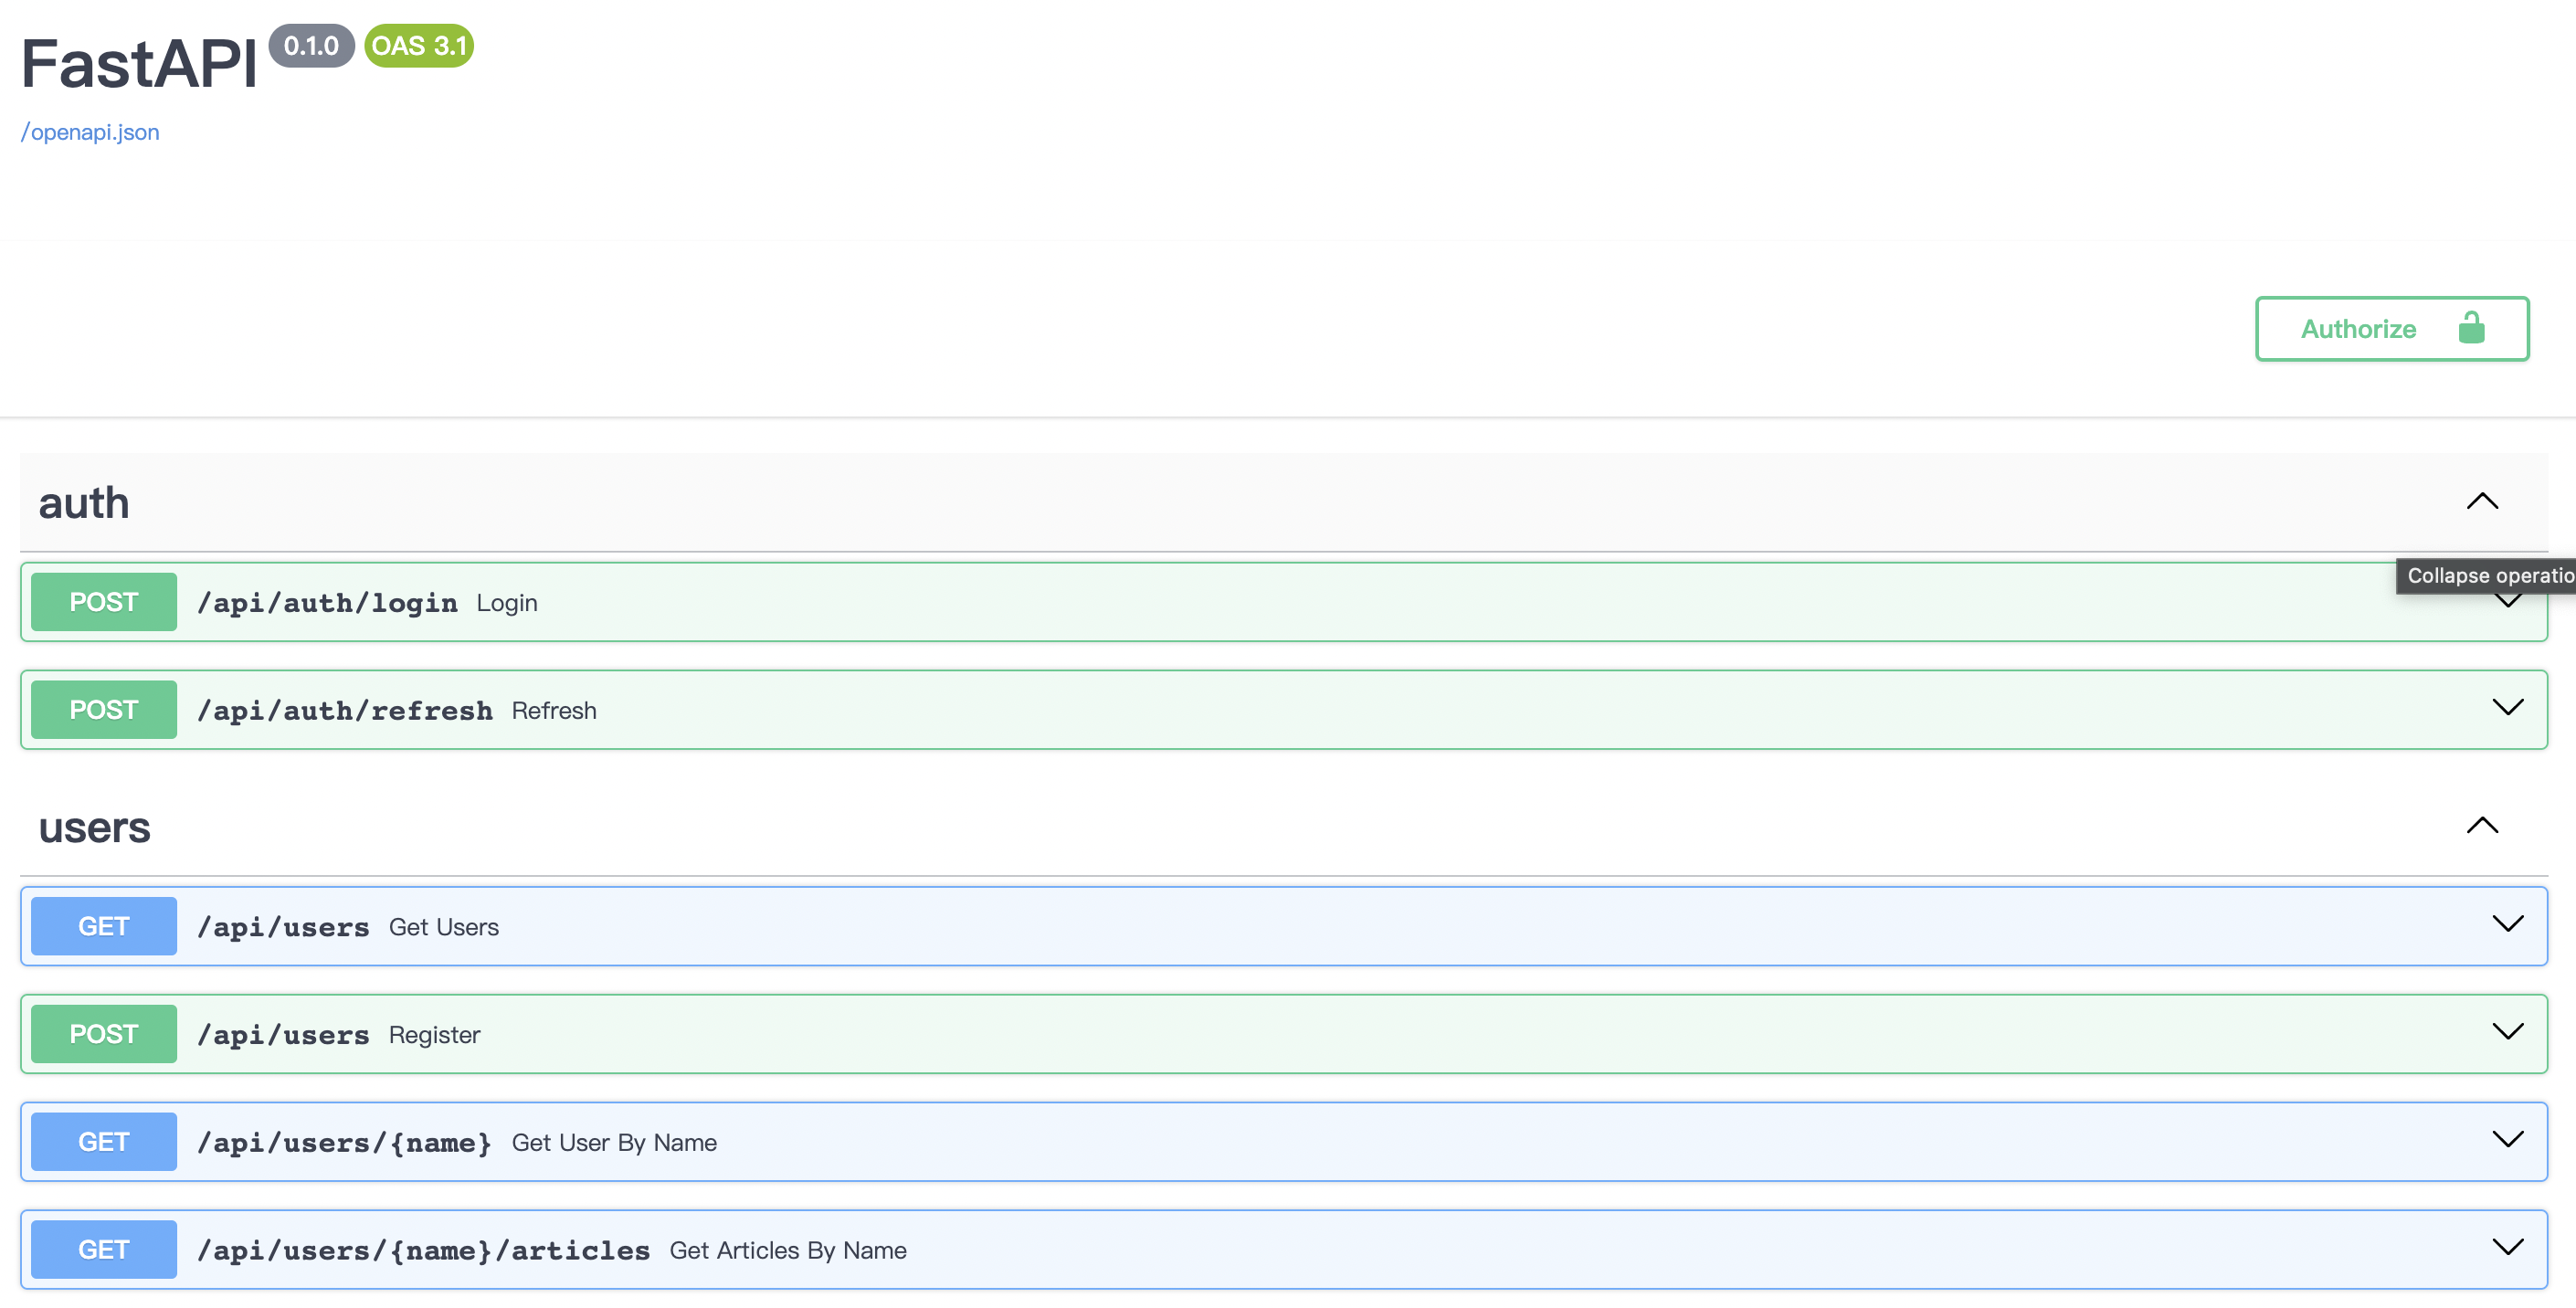 FastAPI 0.1.0 OAS 3.1
/openapi.json
Authorize
auth
Collapse operatio
POST /api/auth/login Login
POST /api/auth/refresh Refresh
users
GET /api/users Get Users
POST /api/users Register
GET /api/users/{name} Get User By Name
GET /api/users/{name}/articles Get Articles By Name